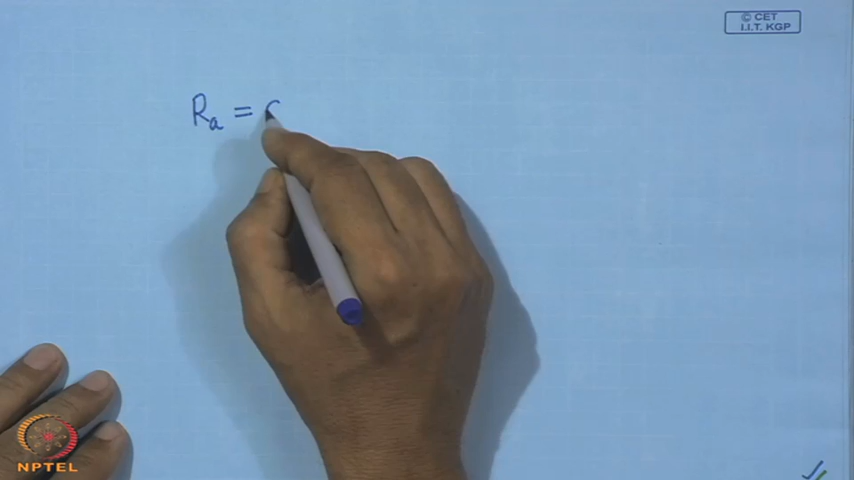 © CET
I.I.T. KGP
Rₐ =
NPTEL